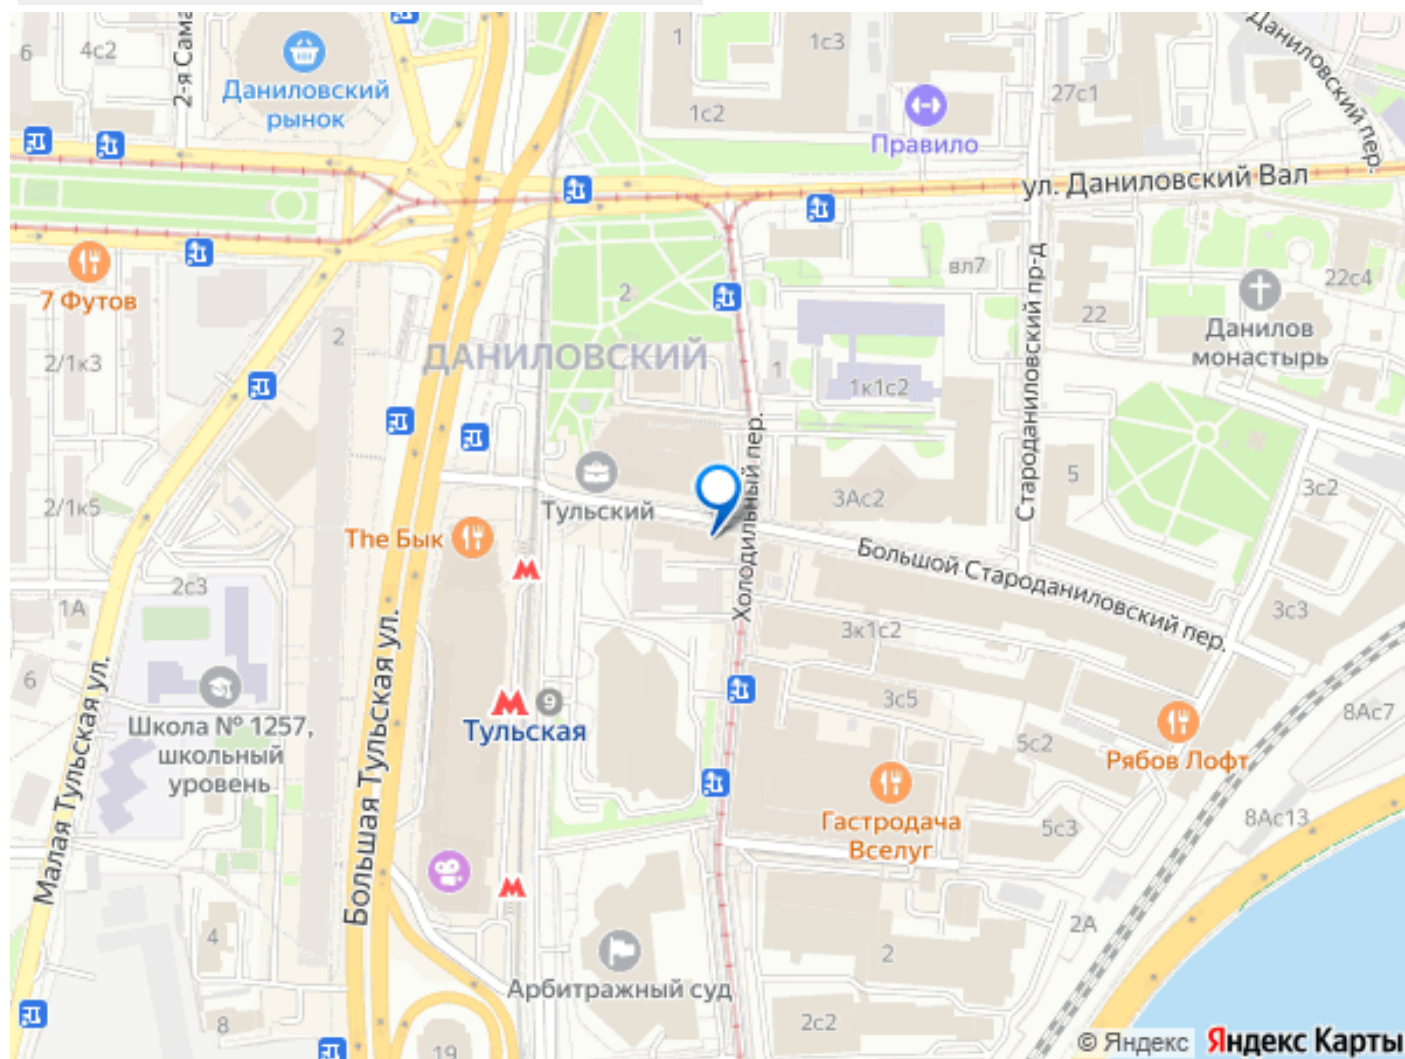 6
4с2
2-я Сама
Даниловский
рынок
1
1с3
1с2
27с1
Даниловский пер.
Правило
ул. Даниловский Вал
7 Футов
2
вл7
22с4
22
Данилов
монастырь
Староданиловский пр-д
2/1к3
2
ДАНИЛОВСКИЙ
1
1к1с2
Холодильный пер.
2/1к5
Тульский
3Ас2
5
3с2
The Бык
Большой Староданиловский пер.
2с3
1А
3к1с2
3с3
6
Малая Тульская ул.
Большая Тульская ул.
Школа № 1257,
школьный
уровень
Тульская
9
3с5
5с2
Рябов Лофт
8Ас7
Гастродача
Вселуг
5с3
8Ас13
4
2А
2
Арбитражный суд
8
19
2с2
© Яндекс Яндекс Карты